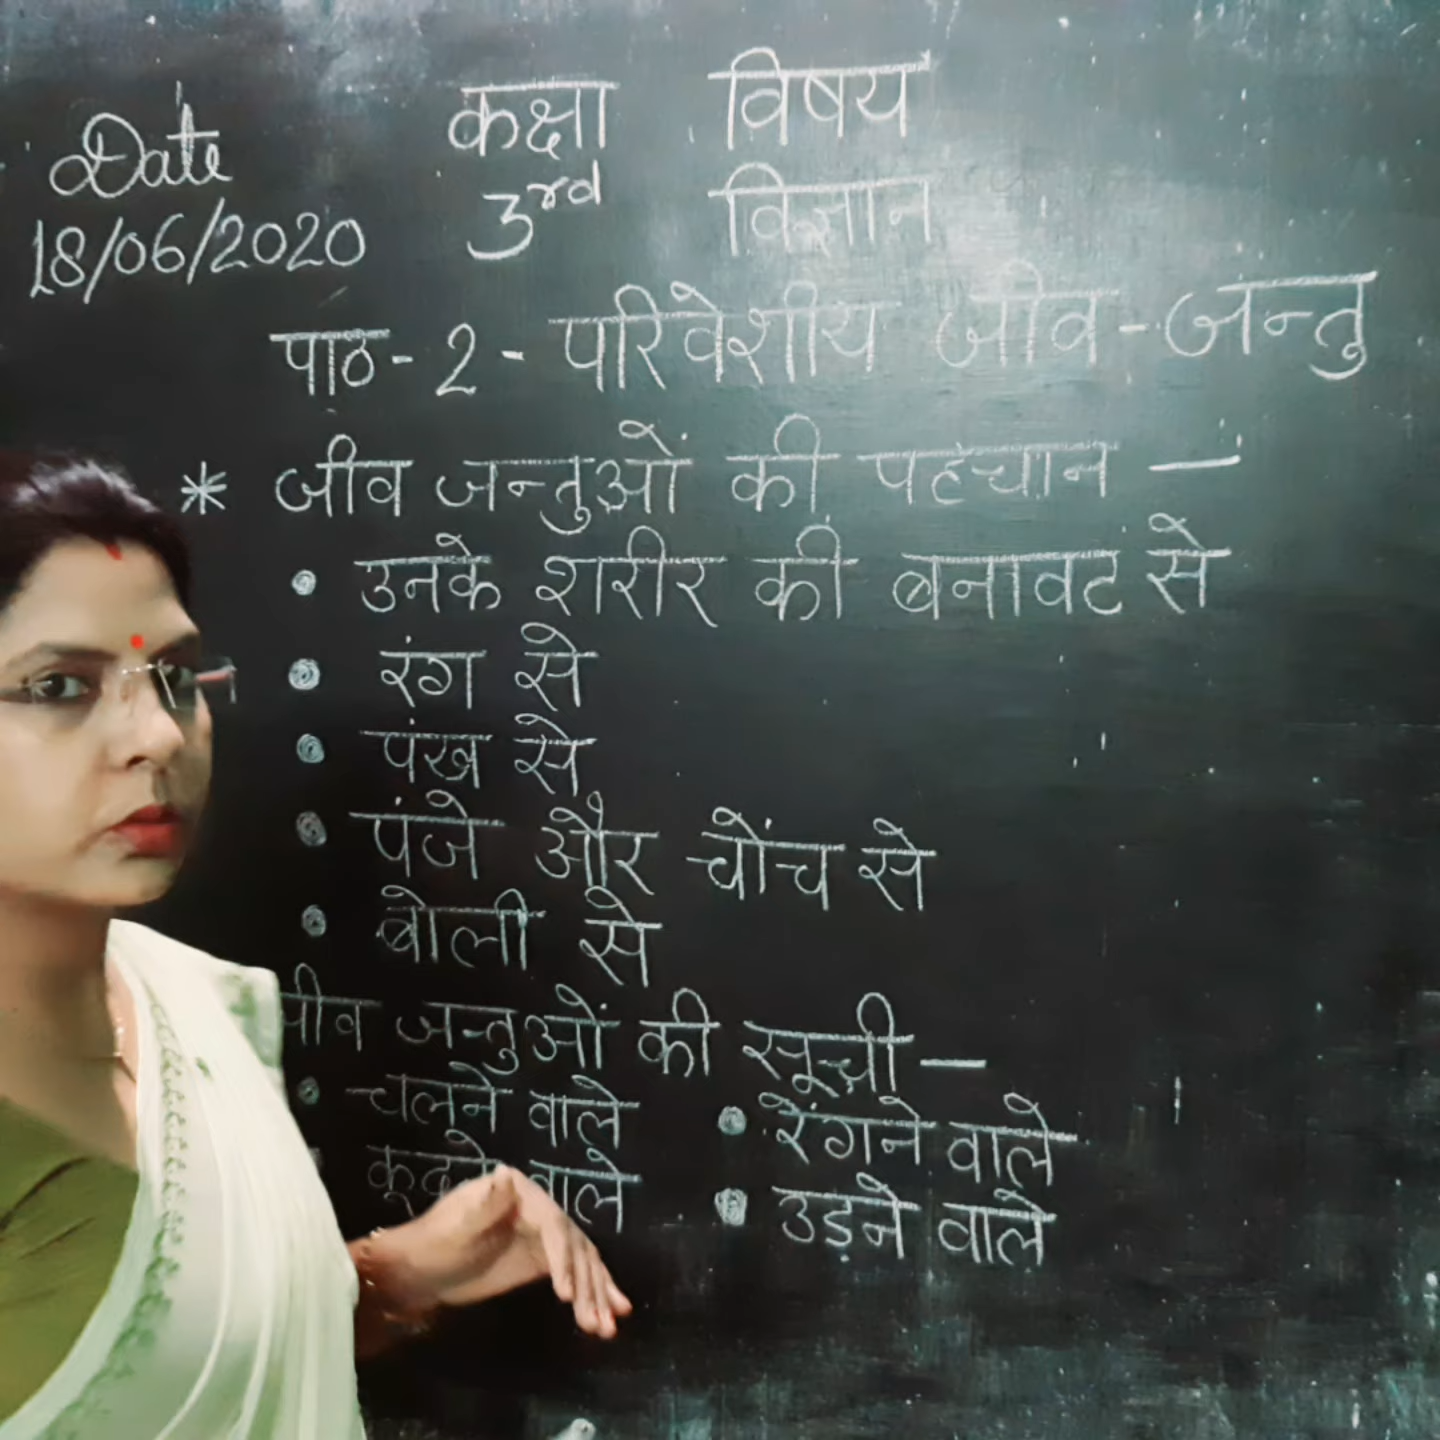 Date
18/06/2020
कक्षा विषय
3rd विज्ञान
पाठ - 2 - परिवेशीय जीव - जन्तु
* जीव जन्तुओं की पहचान —
• उनके शरीर की बनावट से
• रंग से
• पंख से
• पंजे और चोंच से
• बोली से
जीव जन्तुओं की सूची —
• चलने वाले • रेंगने वाले
कूदने वाले • उड़ने वाले